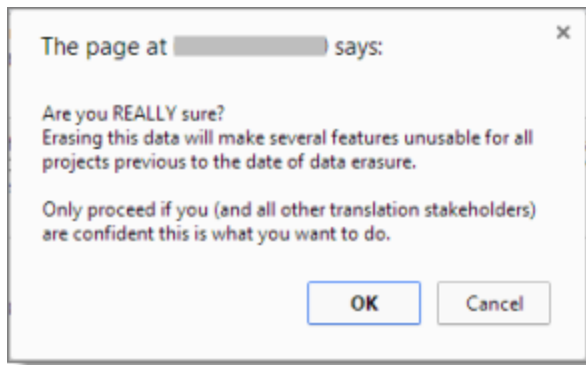 The page at says:
Are you REALLY sure?
Erasing this data will make several features unusable for all
projects previous to the date of data erasure.
Only proceed if you (and all other translation stakeholders)
are confident this is what you want to do.
OK Cancel